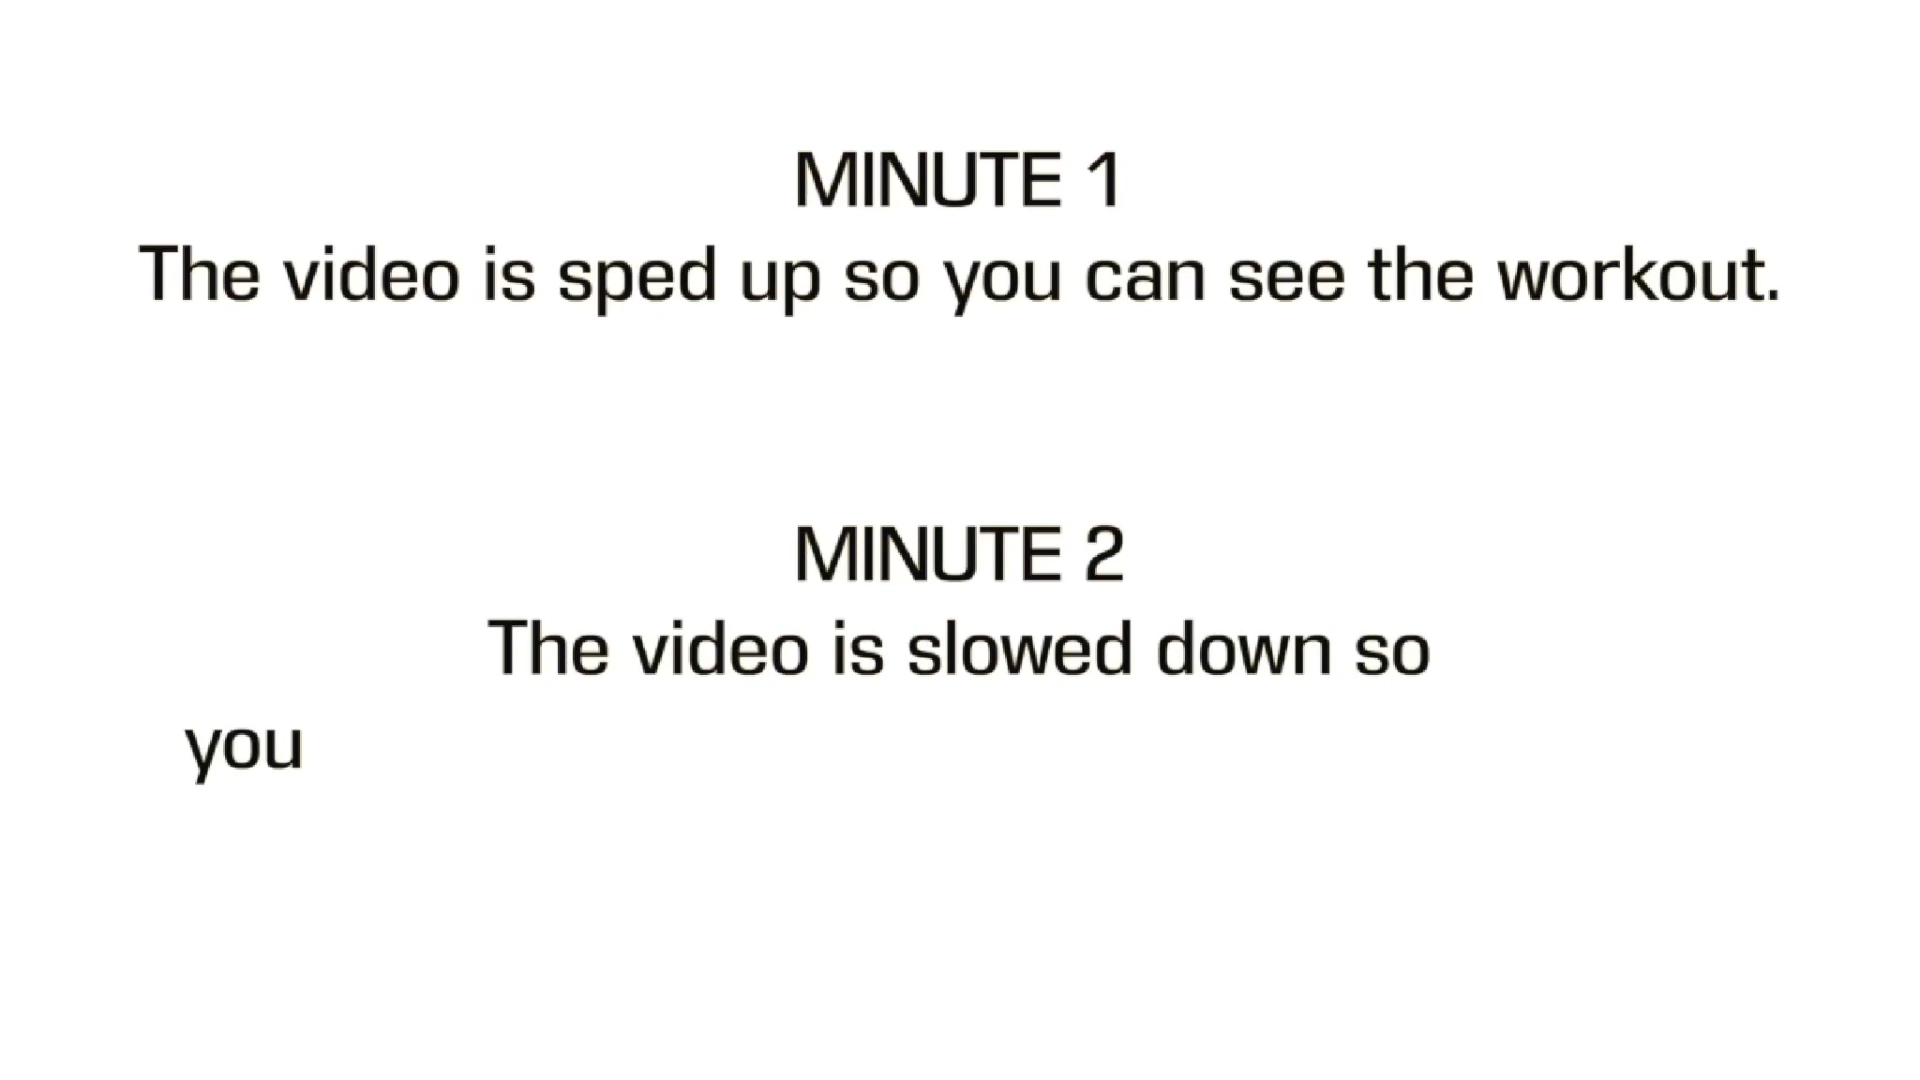 MINUTE 1
The video is sped up so you can see the workout.
MINUTE 2
The video is slowed down so
you